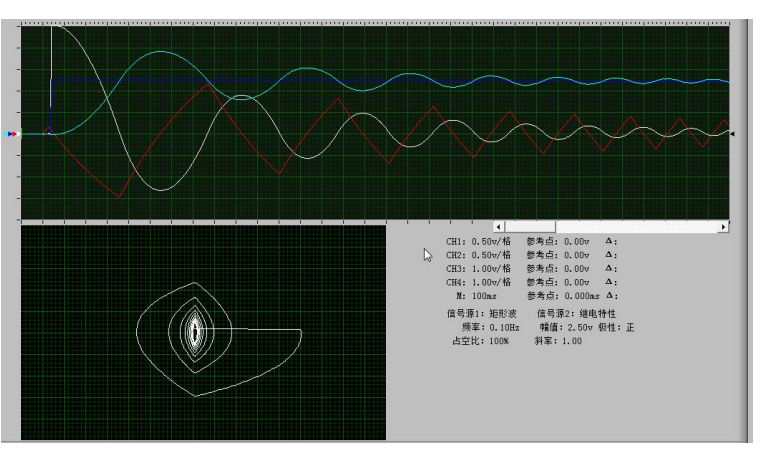 CH1: 0.50v/格 参考点: 0.00v Δ:
CH2: 0.50v/格 参考点: 0.00v Δ:
CH3: 1.00v/格 参考点: 0.00v Δ:
CH4: 1.00v/格 参考点: 0.00v Δ:
M: 100ms 参考点: 0.000ms Δ:
信号源1: 矩形波 信号源2: 继电特性
频率: 0.10Hz 幅值: 2.50v 极性: 正
占空比: 100% 斜率: 1.00